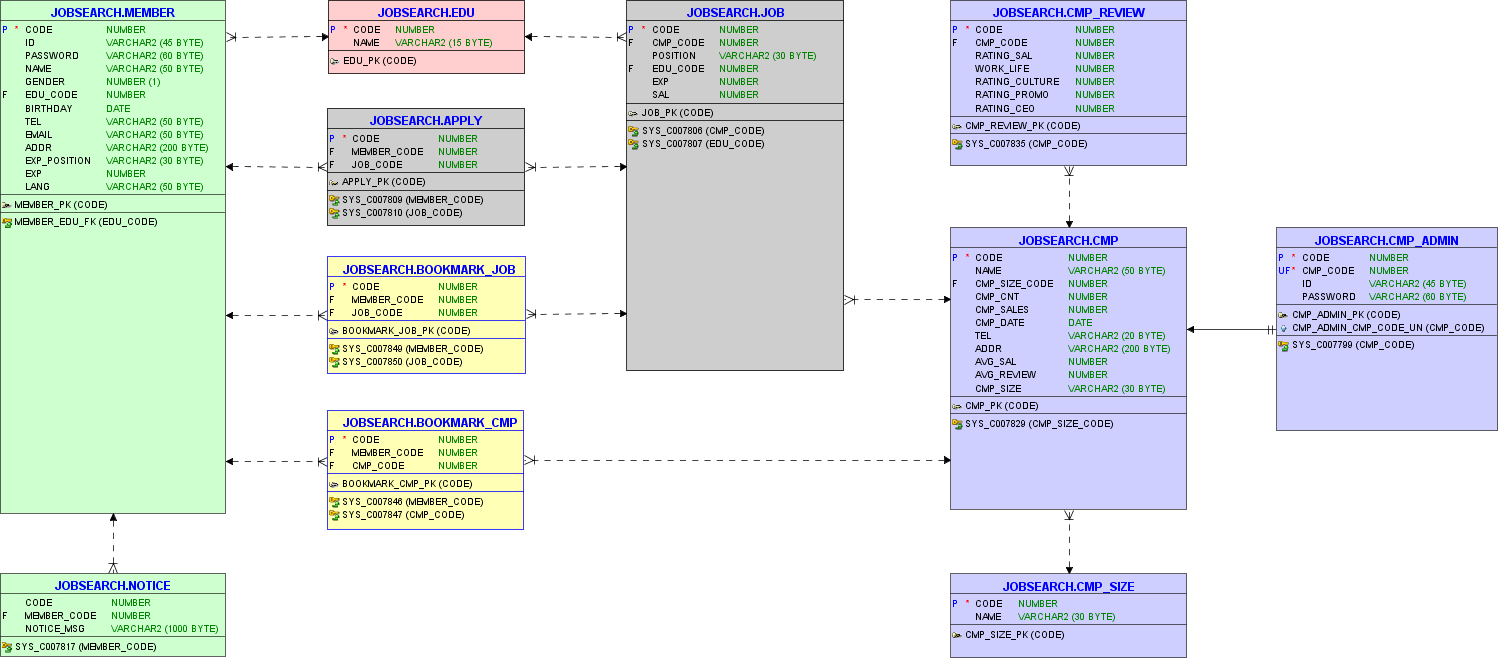 JOBSEARCH.MEMBER
P * CODE NUMBER
ID VARCHAR2 (45 BYTE)
PASSWORD VARCHAR2 (60 BYTE)
NAME VARCHAR2 (50 BYTE)
GENDER NUMBER (1)
F EDU_CODE NUMBER
BIRTHDAY DATE
TEL VARCHAR2 (50 BYTE)
EMAIL VARCHAR2 (50 BYTE)
ADDR VARCHAR2 (200 BYTE)
EXP_POSITION VARCHAR2 (30 BYTE)
EXP NUMBER
LANG VARCHAR2 (50 BYTE)
MEMBER_PK (CODE)
MEMBER_EDU_FK (EDU_CODE)
JOBSEARCH.EDU
P * CODE NUMBER
NAME VARCHAR2 (15 BYTE)
EDU_PK (CODE)
JOBSEARCH.APPLY
P * CODE NUMBER
F MEMBER_CODE NUMBER
F JOB_CODE NUMBER
APPLY_PK (CODE)
SYS_C007809 (MEMBER_CODE)
SYS_C007810 (JOB_CODE)
JOBSEARCH.BOOKMARK_JOB
P * CODE NUMBER
F MEMBER_CODE NUMBER
F JOB_CODE NUMBER
BOOKMARK_JOB_PK (CODE)
SYS_C007849 (MEMBER_CODE)
SYS_C007850 (JOB_CODE)
JOBSEARCH.BOOKMARK_CMP
P * CODE NUMBER
F MEMBER_CODE NUMBER
F CMP_CODE NUMBER
BOOKMARK_CMP_PK (CODE)
SYS_C007846 (MEMBER_CODE)
SYS_C007847 (CMP_CODE)
JOBSEARCH.JOB
P * CODE NUMBER
F CMP_CODE NUMBER
POSITION VARCHAR2 (30 BYTE)
F EDU_CODE NUMBER
EXP NUMBER
SAL NUMBER
JOB_PK (CODE)
SYS_C007806 (CMP_CODE)
SYS_C007807 (EDU_CODE)
JOBSEARCH.CMP_REVIEW
P * CODE NUMBER
F CMP_CODE NUMBER
RATING_SAL NUMBER
WORK_LIFE NUMBER
RATING_CULTURE NUMBER
RATING_PROMO NUMBER
RATING_CEO NUMBER
CMP_REVIEW_PK (CODE)
SYS_C007835 (CMP_CODE)
JOBSEARCH.CMP
P * CODE NUMBER
NAME VARCHAR2 (50 BYTE)
F CMP_SIZE_CODE NUMBER
CMP_CNT NUMBER
CMP_SALES NUMBER
CMP_DATE DATE
TEL VARCHAR2 (20 BYTE)
ADDR VARCHAR2 (200 BYTE)
AVG_SAL NUMBER
AVG_REVIEW NUMBER
CMP_SIZE VARCHAR2 (30 BYTE)
CMP_PK (CODE)
SYS_C007829 (CMP_SIZE_CODE)
JOBSEARCH.CMP_ADMIN
P * CODE NUMBER
UF* CMP_CODE NUMBER
ID VARCHAR2 (45 BYTE)
PASSWORD VARCHAR2 (60 BYTE)
CMP_ADMIN_PK (CODE)
CMP_ADMIN_CMP_CODE_UN (CMP_CODE)
SYS_C007799 (CMP_CODE)
JOBSEARCH.NOTICE
CODE NUMBER
F MEMBER_CODE NUMBER
NOTICE_MSG VARCHAR2 (1000 BYTE)
SYS_C007817 (MEMBER_CODE)
JOBSEARCH.CMP_SIZE
P * CODE NUMBER
NAME VARCHAR2 (30 BYTE)
CMP_SIZE_PK (CODE)